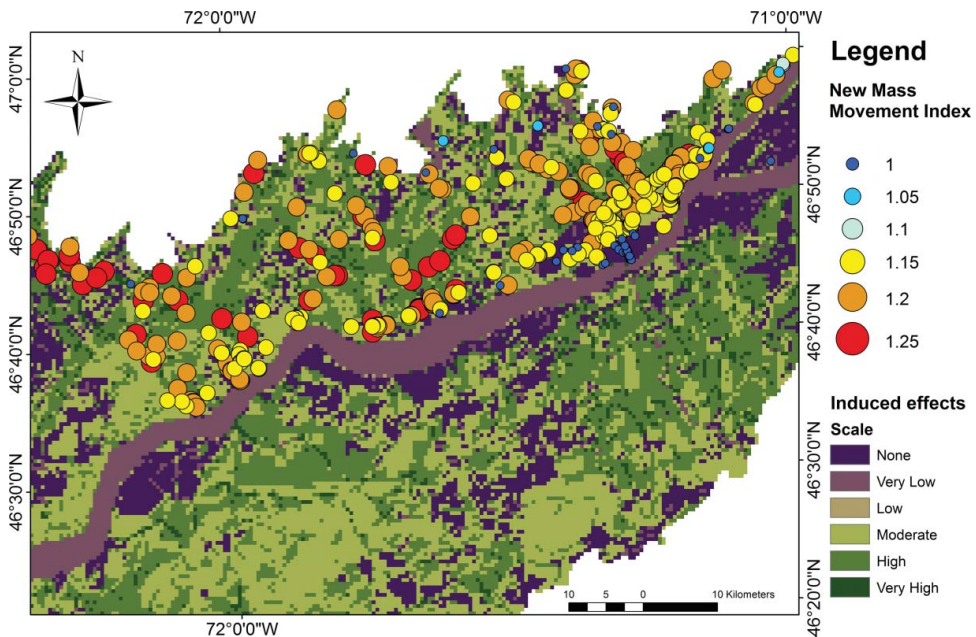 72°0'0"W
71°0'0"W
N
47°0'0"N
46°50'0"N
46°40'0"N
46°30'0"N
46°50'0"N
46°40'0"N
46°30'0"N
46°20'0"N
72°0'0"W
10 5 0 10 Kilometers
Legend
New Mass
Movement Index
1
1.05
1.1
1.15
1.2
1.25
Induced effects
Scale
None
Very Low
Low
Moderate
High
Very High